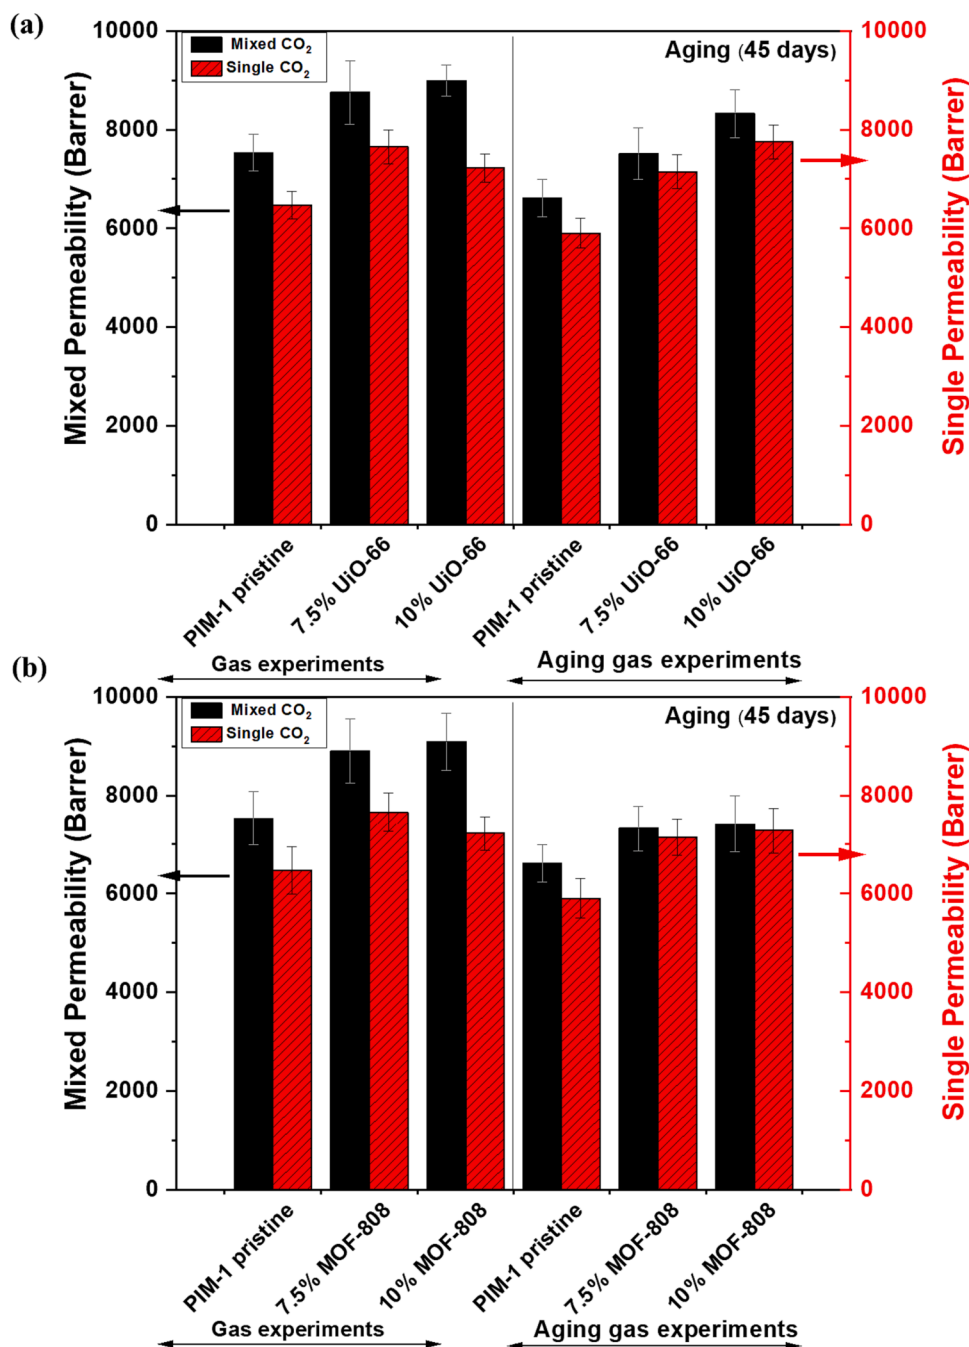 (a)
Mixed CO₂
Single CO₂
Aging (45 days)
Mixed Permeability (Barrer)
10000
8000
6000
4000
2000
0
10000
8000
6000
4000
2000
0
Single Permeability (Barrer)
PIM-1 pristine
7.5% UiO-66
10% UiO-66
PIM-1 pristine
7.5% UiO-66
10% UiO-66
Gas experiments
Aging gas experiments
(b)
Mixed CO₂
Single CO₂
Aging (45 days)
Mixed Permeability (Barrer)
10000
8000
6000
4000
2000
0
10000
8000
6000
4000
2000
0
Single Permeability (Barrer)
PIM-1 pristine
7.5% MOF-808
10% MOF-808
PIM-1 pristine
7.5% MOF-808
10% MOF-808
Gas experiments
Aging gas experiments